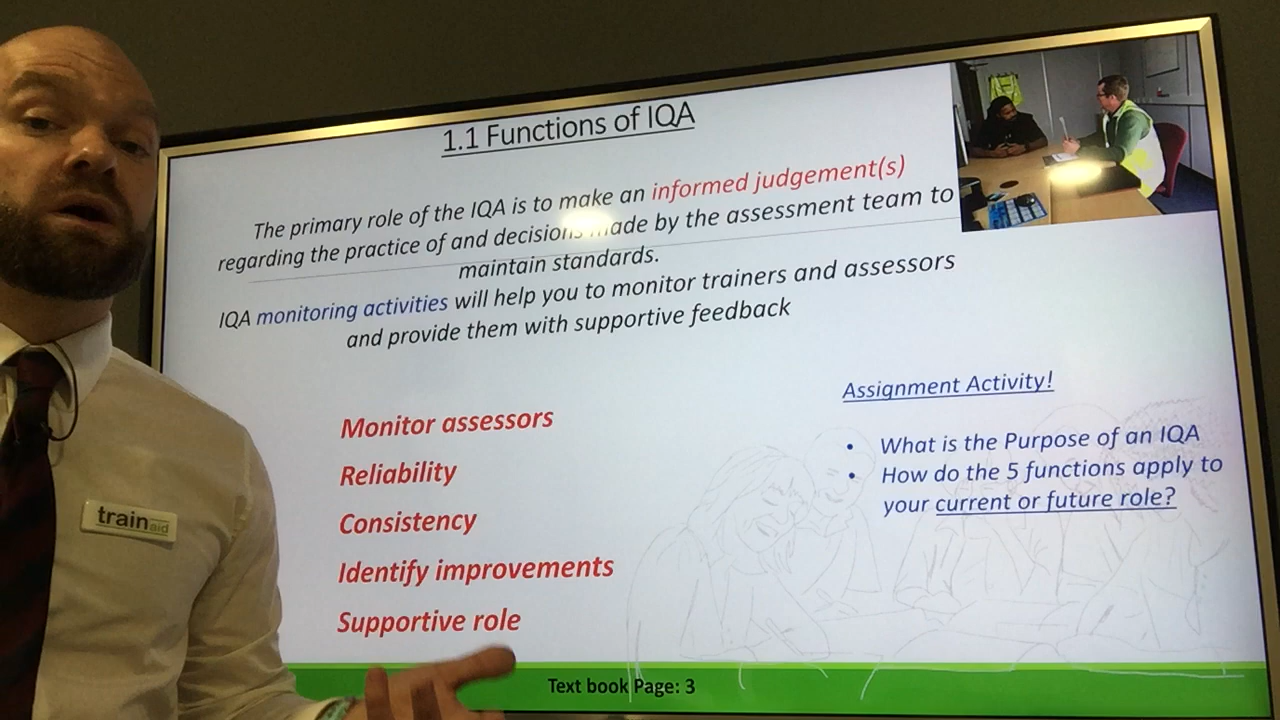 1.1 Functions of IQA
The primary role of the IQA is to make an informed judgement(s)
regarding the practice of and decisions made by the assessment team to
maintain standards.
IQA monitoring activities will help you to monitor trainers and assessors
and provide them with supportive feedback
Monitor assessors
Reliability
Consistency
Identify improvements
Supportive role
Assignment Activity!
• What is the Purpose of an IQA
• How do the 5 functions apply to
your current or future role?
Text book Page: 3
trainaid